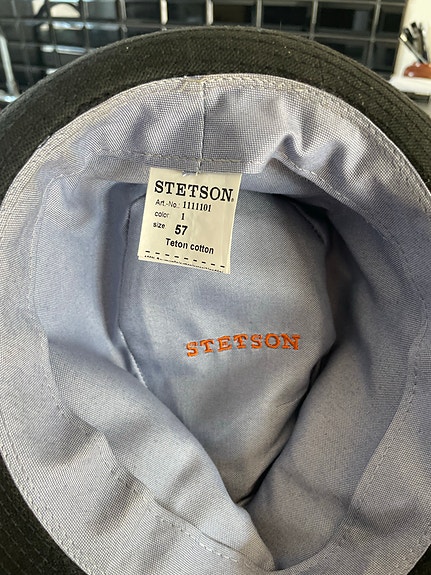 STETSON®
Art.-No.: 1111101
color 1
size 57
Teton cotton
STETSON